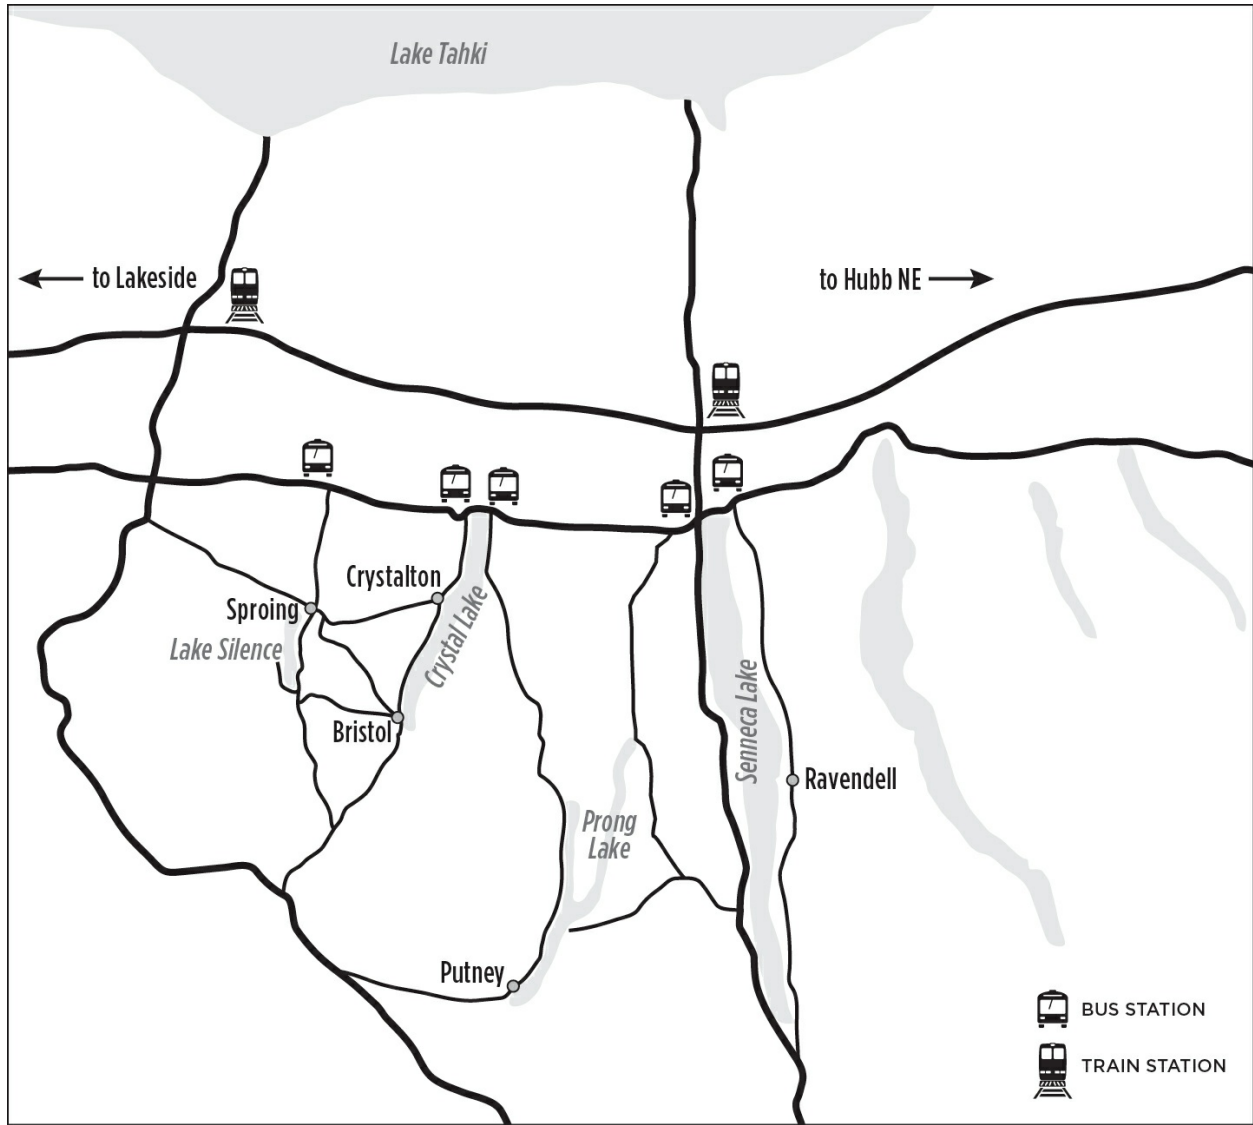 Lake Tahki
to Lakeside
to Hubb NE
Crystalton
Sproing
Lake Silence
Crystal Lake
Bristol
Senneca Lake
Ravendell
Prong
Lake
Putney
BUS STATION
TRAIN STATION